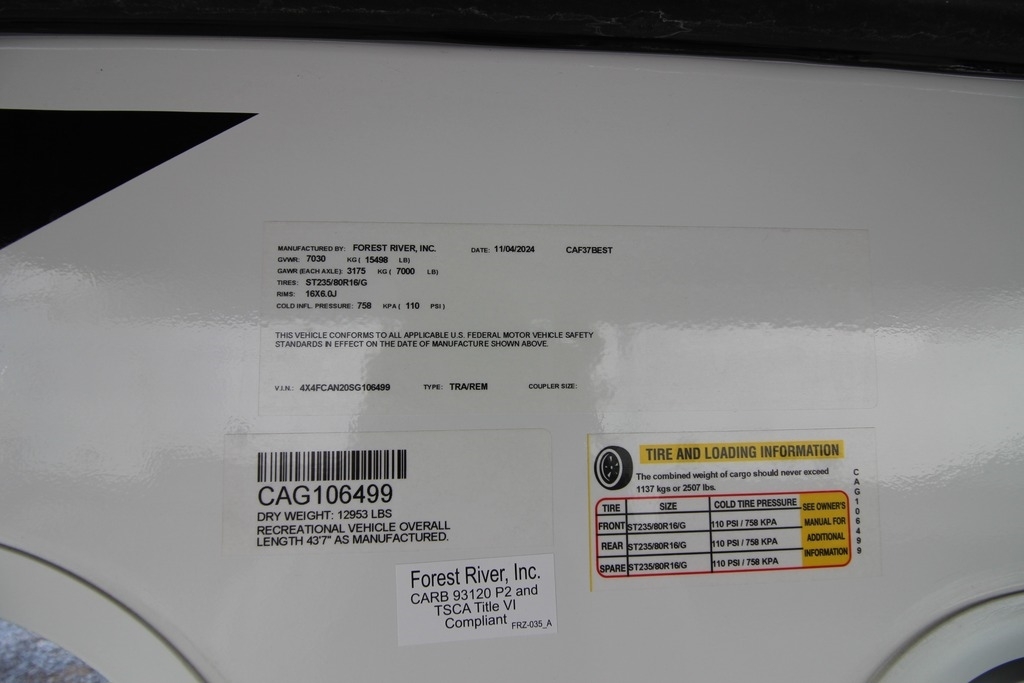 MANUFACTURED BY: FOREST RIVER, INC. DATE: 11/04/2024 CAF37BEST
GVWR: 7030 KG ( 15498 LB)
GAWR (EACH AXLE): 3175 KG ( 7000 LB)
TIRES: ST235/80R16/G
RIMS: 16X6.0J
COLD INFL. PRESSURE: 758 KPA ( 110 PSI )
THIS VEHICLE CONFORMS TO ALL APPLICABLE U.S. FEDERAL MOTOR VEHICLE SAFETY
STANDARDS IN EFFECT ON THE DATE OF MANUFACTURE SHOWN ABOVE.
V.I.N.: 4X4FCAN20SG106499 TYPE: TRA/REM COUPLER SIZE:
CAG106499
DRY WEIGHT: 12953 LBS
RECREATIONAL VEHICLE OVERALL
LENGTH 43'7" AS MANUFACTURED.
TIRE AND LOADING INFORMATION
The combined weight of cargo should never exceed
1137 kgs or 2507 lbs.
TIRE SIZE COLD TIRE PRESSURE
FRONT ST235/80R16/G 110 PSI / 758 KPA
REAR ST235/80R16/G 110 PSI / 758 KPA
SPARE ST235/80R16/G 110 PSI / 758 KPA
SEE OWNER'S
MANUAL FOR
ADDITIONAL
INFORMATION
CAG106499
Forest River, Inc.
CARB 93120 P2 and
TSCA Title VI
Compliant FRZ-035_A